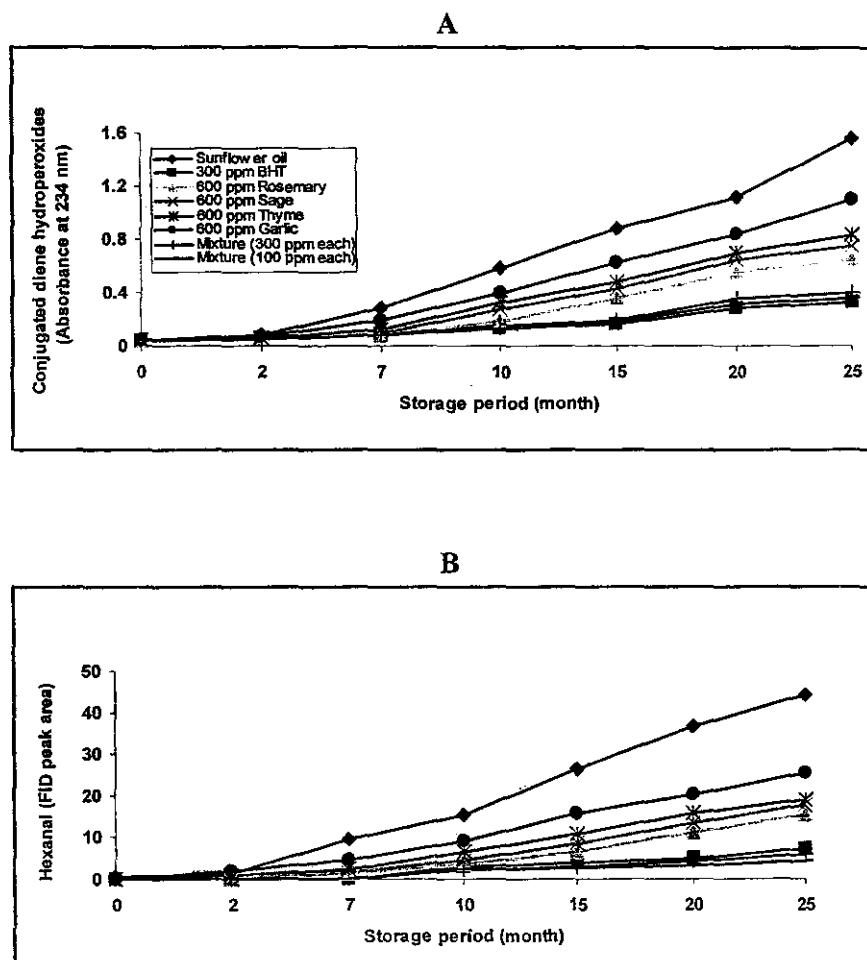 A
Conjugated diene hydroperoxides
(Absorbance at 234 nm)
1.6
1.2
0.8
0.4
0
Sunflower oil
300 ppm BHT
600 ppm Rosemary
600 ppm Sage
600 ppm Thyme
600 ppm Garlic
Mixture (300 ppm each)
Mixture (100 ppm each)
0 2 7 10 15 20 25
Storage period (month)
B
Hexanal (FID peak area)
50
40
30
20
10
0
0 2 7 10 15 20 25
Storage period (month)